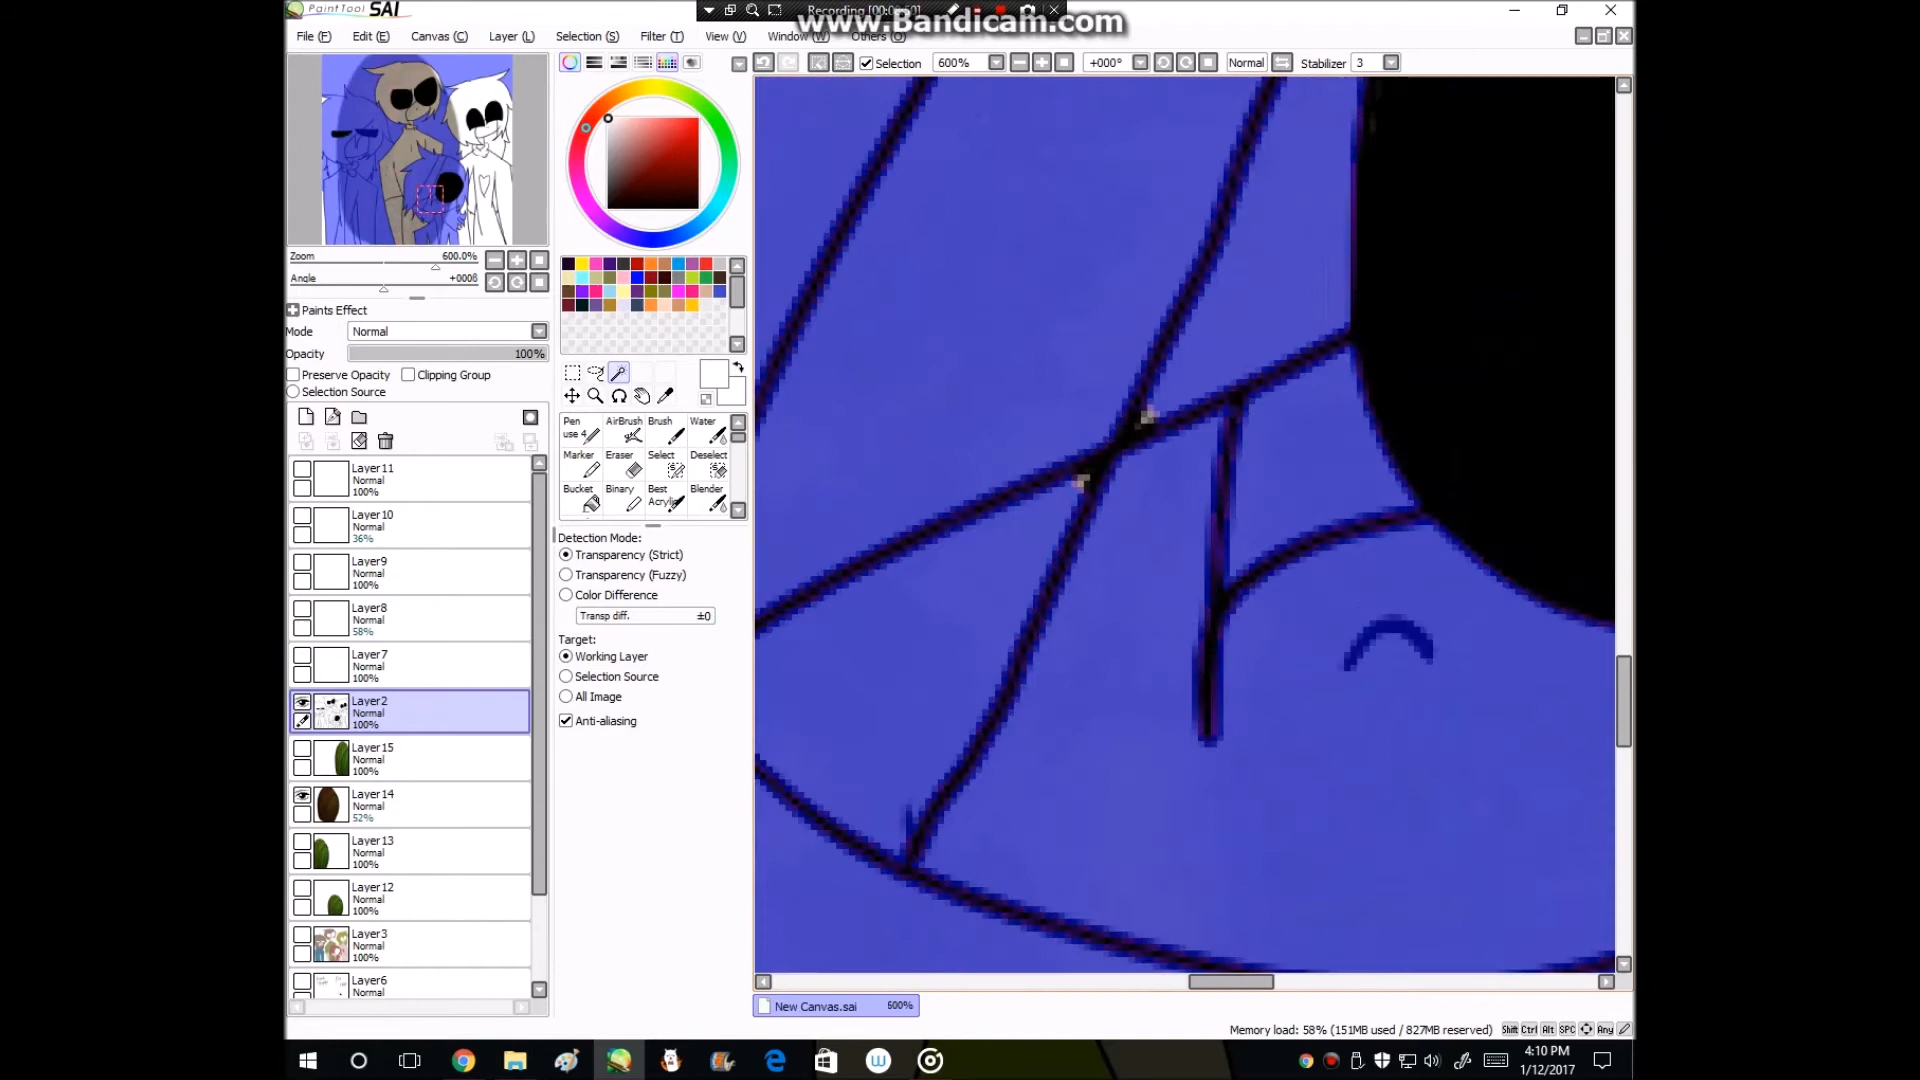 PaintTool SAI
Recording
www.Bandicam.com
File (F) Edit (E) Canvas (C) Layer (L) Selection (S) Filter (T) View (V) Window (W) Others (O)
Selection 600% +000° Normal Stabilizer 3
Zoom 600.0%
Angle +000ß
Paints Effect
Mode Normal
Opacity 100%
Preserve Opacity Clipping Group
Selection Source
Layer11
Normal
100%
Layer10
Normal
36%
Layer9
Normal
100%
Layer8
Normal
58%
Layer7
Normal
100%
Layer2
Normal
100%
Layer15
Normal
100%
Layer14
Normal
52%
Layer13
Normal
100%
Layer12
Normal
100%
Layer3
Normal
100%
Layer6
Normal
Pen AirBrush Brush Water
use 4
Marker Eraser Select Deselect
Bucket Binary Best Blender
Acrylic
Detection Mode:
Transparency (Strict)
Transparency (Fuzzy)
Color Difference
Transp diff. ±0
Target:
Working Layer
Selection Source
All Image
Anti-aliasing
New Canvas.sai 600%
Memory load: 58% (151MB used / 827MB reserved) Shift Ctrl Alt SPC Any
4:10 PM
1/12/2017